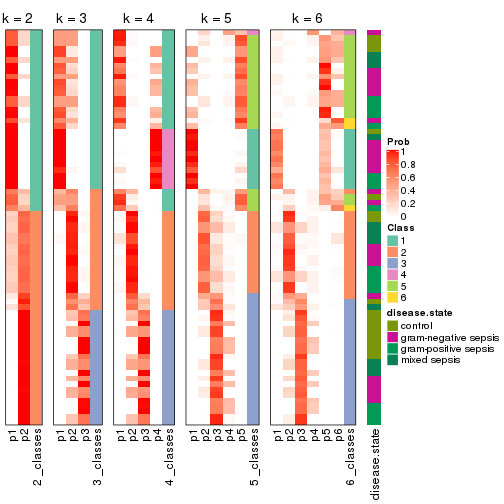 k = 2 k = 3 k = 4 k = 5 k = 6
Prob
1
0.8
0.6
0.4
0.2
0
Class
1
2
3
4
5
6
disease.state
control
gram-negative sepsis
gram-positive sepsis
mixed sepsis
p1 p2 2_classes p1 p2 p3 3_classes p1 p2 p3 p4 4_classes p1 p2 p3 p4 p5 5_classes p1 p2 p3 p4 p5 p6 6_classes disease.state